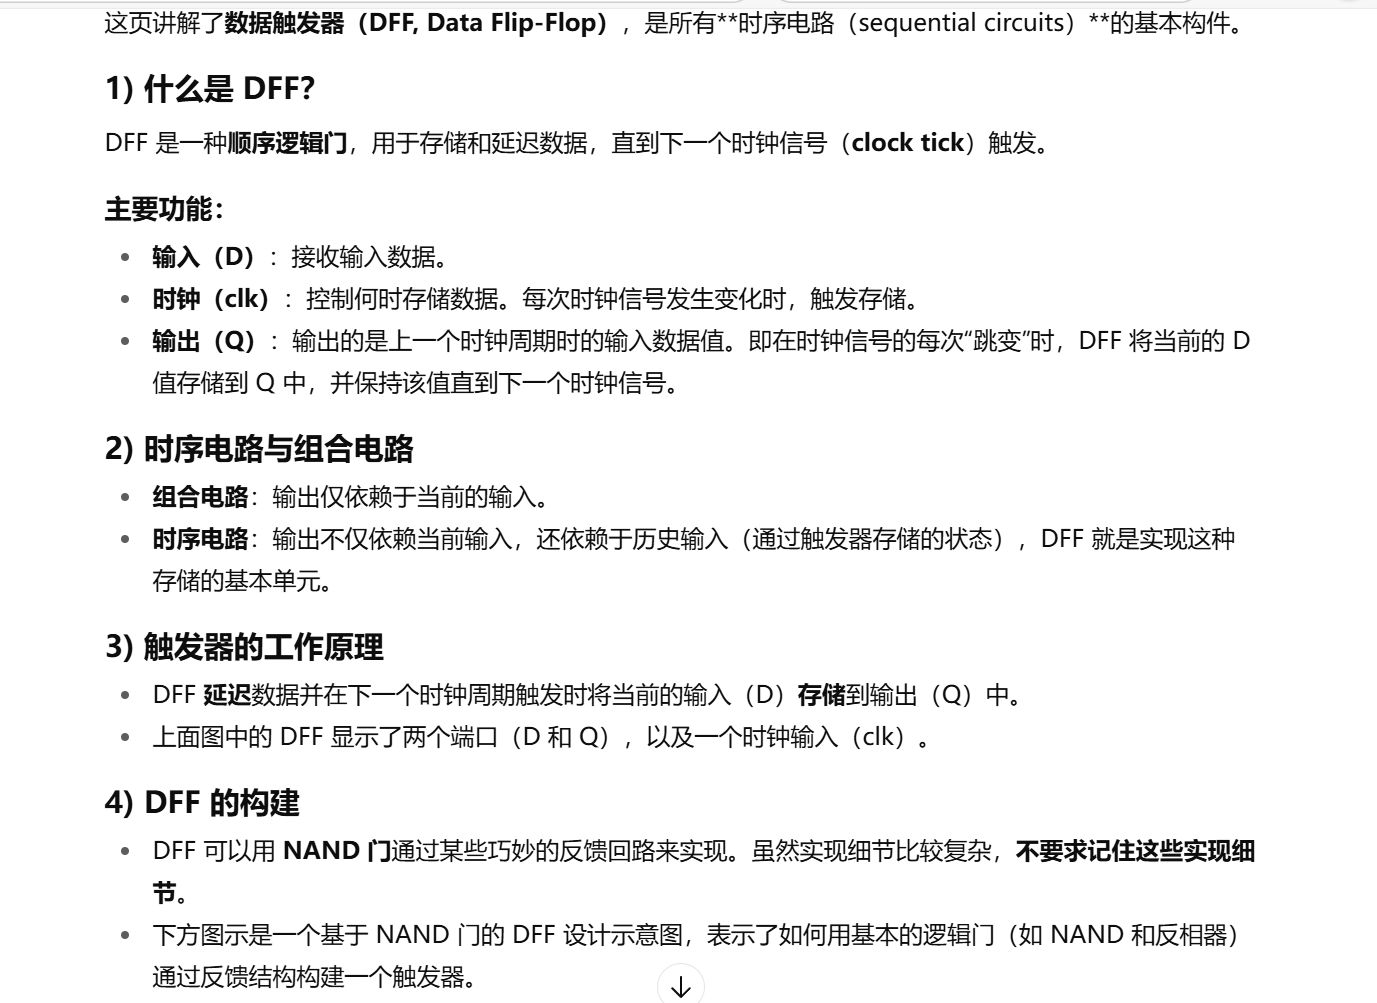 这页讲解了数据触发器（DFF, Data Flip-Flop），是所有**时序电路（sequential circuits）**的基本构件。
1) 什么是 DFF？
DFF 是一种顺序逻辑门，用于存储和延迟数据，直到下一个时钟信号（clock tick）触发。
主要功能：
• 输入（D）：接收输入数据。
• 时钟（clk）：控制何时存储数据。每次时钟信号发生变化时，触发存储。
• 输出（Q）：输出的是上一个时钟周期时的输入数据值。即在时钟信号的每次“跳变”时，DFF 将当前的 D
值存储到 Q 中，并保持该值直到下一个时钟信号。
2) 时序电路与组合电路
• 组合电路：输出仅依赖于当前的输入。
• 时序电路：输出不仅依赖当前输入，还依赖于历史输入（通过触发器存储的状态），DFF 就是实现这种
存储的基本单元。
3) 触发器的工作原理
• DFF 延迟数据并在下一个时钟周期触发时将当前的输入（D）存储到输出（Q）中。
• 上面图中的 DFF 显示了两个端口（D 和 Q），以及一个时钟输入（clk）。
4) DFF 的构建
• DFF 可以用 NAND 门通过某些巧妙的反馈回路来实现。虽然实现细节比较复杂，不要求记住这些实现细
节。
• 下方图示是一个基于 NAND 门的 DFF 设计示意图，表示了如何用基本的逻辑门（如 NAND 和反相器）
通过反馈结构构建一个触发器。